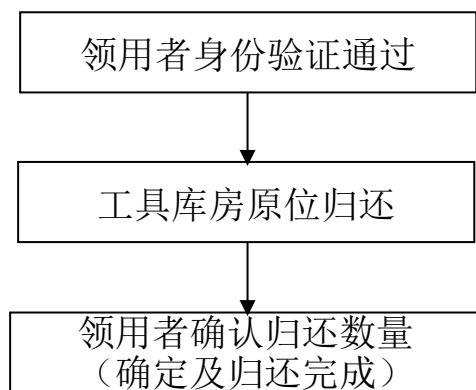 领用者身份验证通过
工具库房原位归还
领用者确认归还数量
（确定及归还完成）